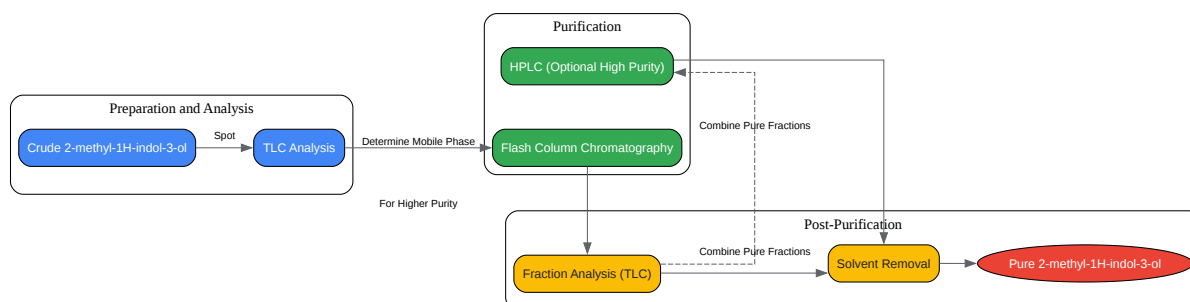 Purification
HPLC (Optional High Purity)
Preparation and Analysis
Combine Pure Fractions
Crude 2-methyl-1H-indol-3-ol
Spot
TLC Analysis
Determine Mobile Phase
Flash Column Chromatography
For Higher Purity
Post-Purification
Combine Pure Fractions
Fraction Analysis (TLC)
Solvent Removal
Pure 2-methyl-1H-indol-3-ol